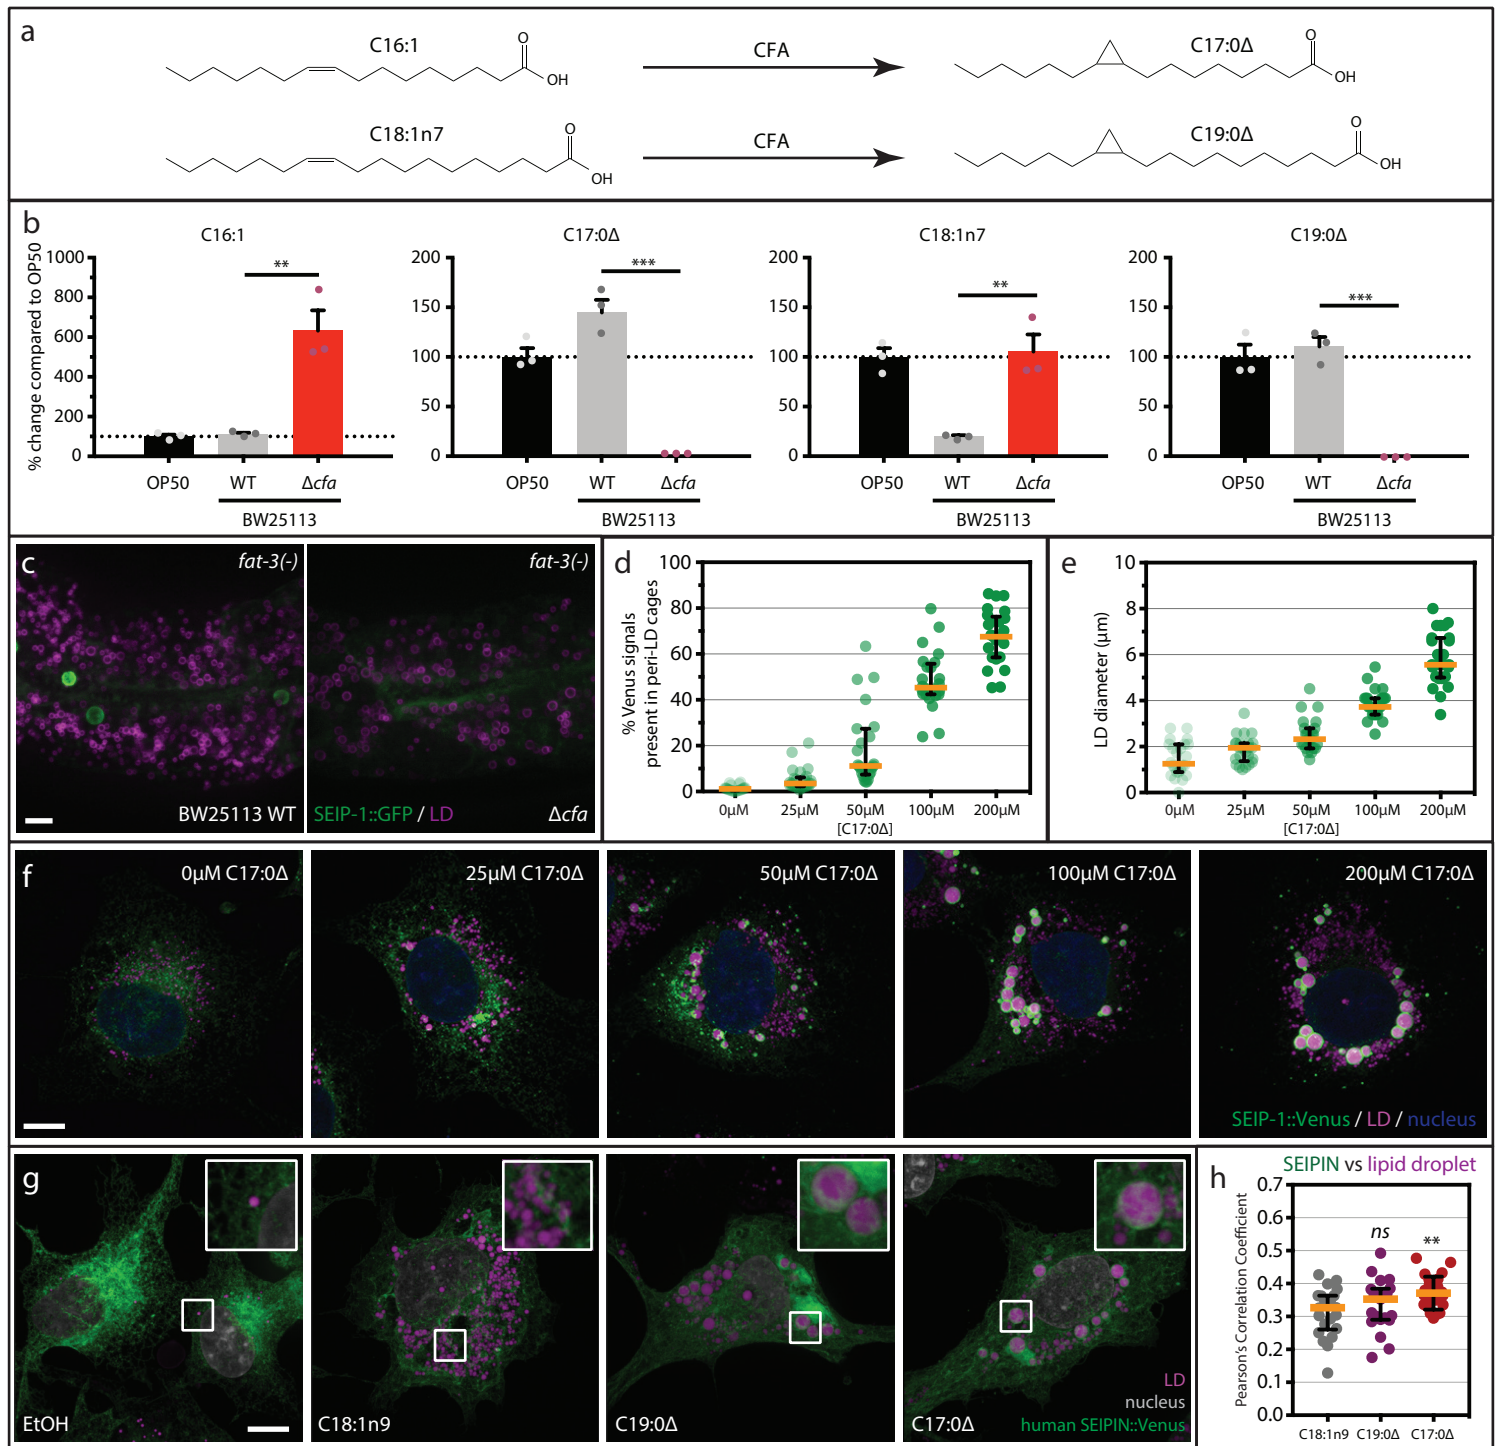 a
C16:1
O
OH
CFA
C17:0Δ
O
OH
C18:1n7
O
OH
CFA
C19:0Δ
O
OH
b
% change compared to OP50
C16:1
1000
800
600
400
200
0
**
OP50
WT
Δcfa
BW25113
C17:0Δ
200
150
100
50
0
***
OP50
WT
Δcfa
BW25113
C18:1n7
200
150
100
50
0
**
OP50
WT
Δcfa
BW25113
C19:0Δ
200
150
100
50
0
***
OP50
WT
Δcfa
BW25113
c
fat-3(-)
BW25113 WT
fat-3(-)
SEIP-1::GFP / LD
Δcfa
d
% Venus signals
present in peri-LD cages
100
80
60
40
20
0
0μM
25μM
50μM
100μM
200μM
[C17:0Δ]
e
LD diameter (μm)
10
8
6
4
2
0
0μM
25μM
50μM
100μM
200μM
[C17:0Δ]
f
0μM C17:0Δ
25μM C17:0Δ
50μM C17:0Δ
100μM C17:0Δ
200μM C17:0Δ
SEIP-1::Venus / LD / nucleus
g
EtOH
C18:1n9
C19:0Δ
C17:0Δ
LD
nucleus
human SEIPIN::Venus
h
SEIPIN vs lipid droplet
Pearson's Correlation Coefficient
0.7
0.6
0.5
0.4
0.3
0.2
0.1
0.0
ns
**
C18:1n9
C19:0Δ
C17:0Δ